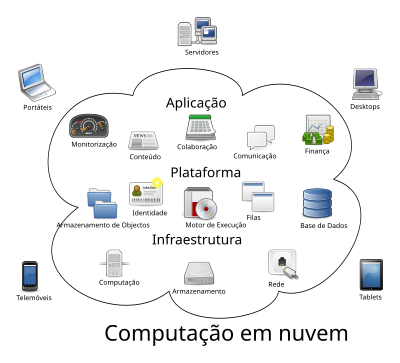 Servidores
Portáteis
Desktops
Aplicação
Monitorização
Conteúdo
Colaboração
Comunicação
Finança
Plataforma
Armazenamento de Objectos
Identidade
Motor de Execução
Filas
Base de Dados
Infraestrutura
Computação
Armazenamento
Rede
Telemóveis
Tablets
Computação em nuvem